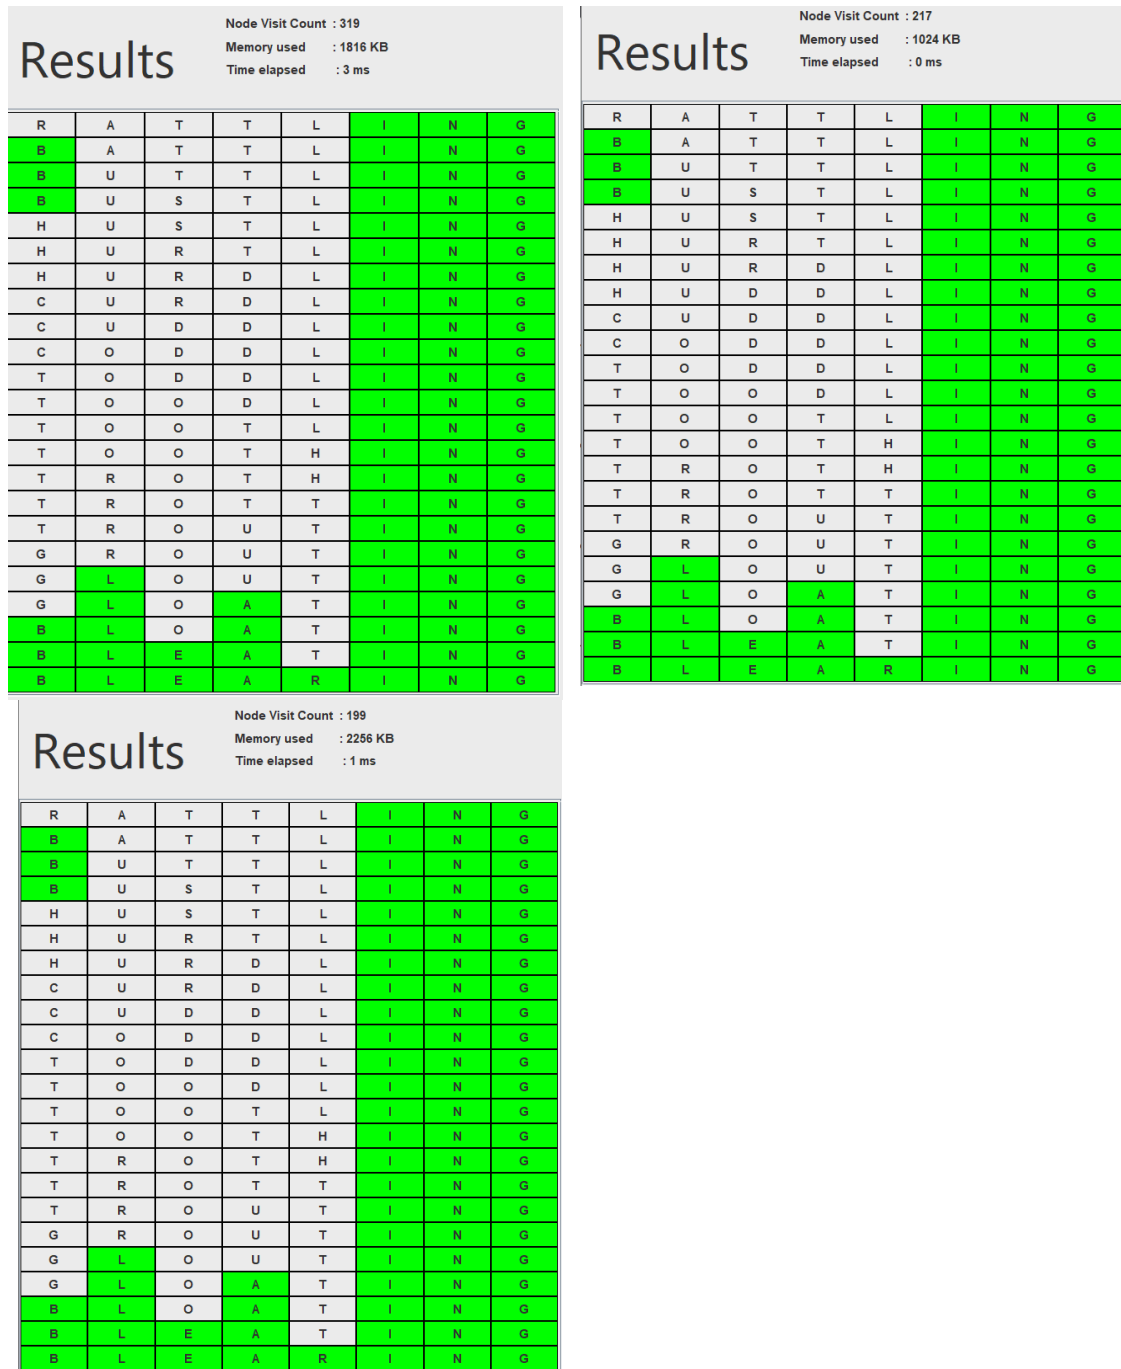 Results
Node Visit Count : 319
Memory used : 1816 KB
Time elapsed : 3 ms
R A T T L I N G
B A T T L I N G
B U T T L I N G
B U S T L I N G
H U S T L I N G
H U R T L I N G
H U R D L I N G
C U R D L I N G
C U D D L I N G
C O D D L I N G
T O D D L I N G
T O O D L I N G
T O O T L I N G
T O O T H I N G
T R O T H I N G
T R O T T I N G
T R O U T I N G
G R O U T I N G
G L O U T I N G
G L O A T I N G
B L O A T I N G
B L E A T I N G
B L E A R I N G
Results
Node Visit Count : 217
Memory used : 1024 KB
Time elapsed : 0 ms
R A T T L I N G
B A T T L I N G
B U T T L I N G
B U S T L I N G
H U S T L I N G
H U R T L I N G
H U R D L I N G
H U D D L I N G
C U D D L I N G
C O D D L I N G
T O D D L I N G
T O O D L I N G
T O O T L I N G
T O O T H I N G
T R O T H I N G
T R O T T I N G
T R O U T I N G
G R O U T I N G
G L O U T I N G
G L O A T I N G
B L O A T I N G
B L E A T I N G
B L E A R I N G
Results
Node Visit Count : 199
Memory used : 2256 KB
Time elapsed : 1 ms
R A T T L I N G
B A T T L I N G
B U T T L I N G
B U S T L I N G
H U S T L I N G
H U R T L I N G
H U R D L I N G
C U R D L I N G
C U D D L I N G
C O D D L I N G
T O D D L I N G
T O O D L I N G
T O O T L I N G
T O O T H I N G
T R O T H I N G
T R O T T I N G
T R O U T I N G
G R O U T I N G
G L O U T I N G
G L O A T I N G
B L O A T I N G
B L E A T I N G
B L E A R I N G